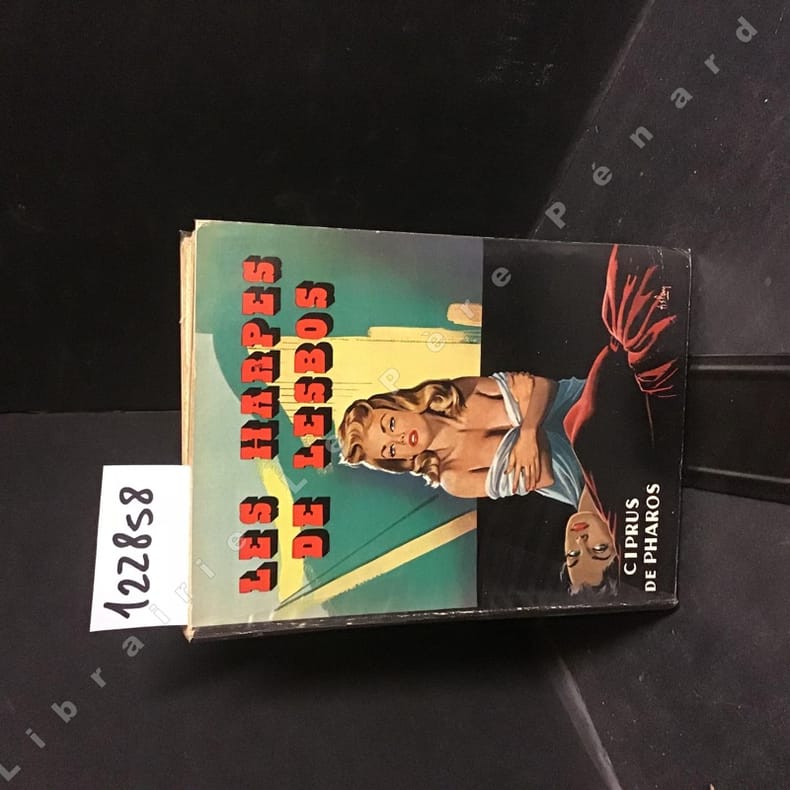 LES HARPES
DE LESBOS
CIPRUS
DE PHAROS
122858
Librairie Le Père Pénard